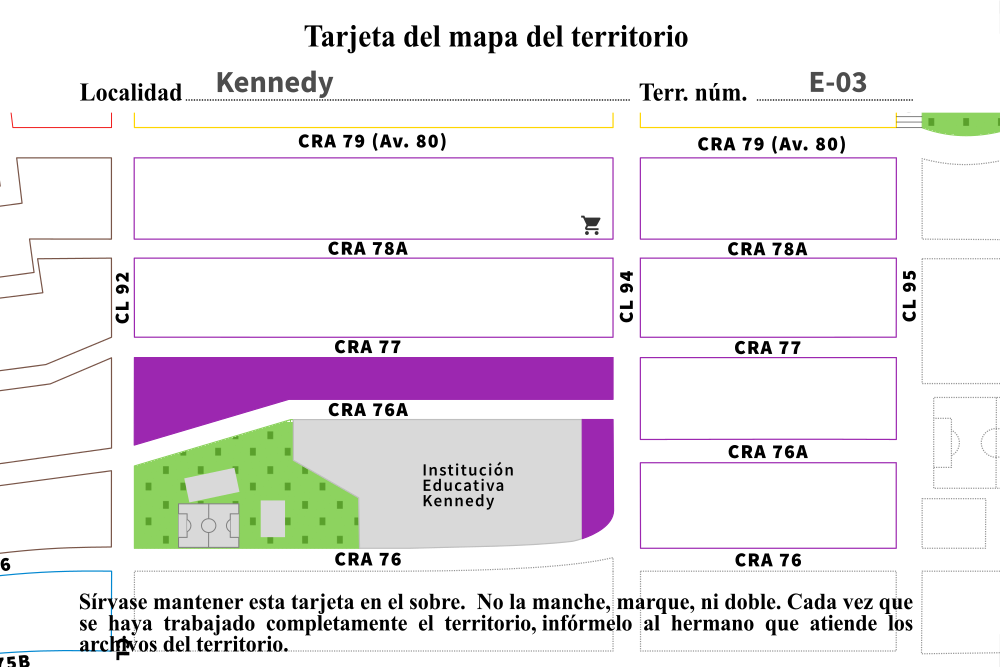 Tarjeta del mapa del territorio
Localidad Kennedy Terr. núm. E-03
CRA 79 (Av. 80) CRA 79 (Av. 80)
CRA 78A CRA 78A
CL 92 CL 94 CL 95
CRA 77 CRA 77
CRA 76A
CRA 76A
Institución
Educativa
Kennedy
CRA 76 CRA 76
6
Sírvase mantener esta tarjeta en el sobre. No la manche, marque, ni doble. Cada vez que
se haya trabajado completamente el territorio, infórmelo al hermano que atiende los
archivos del territorio.
75B